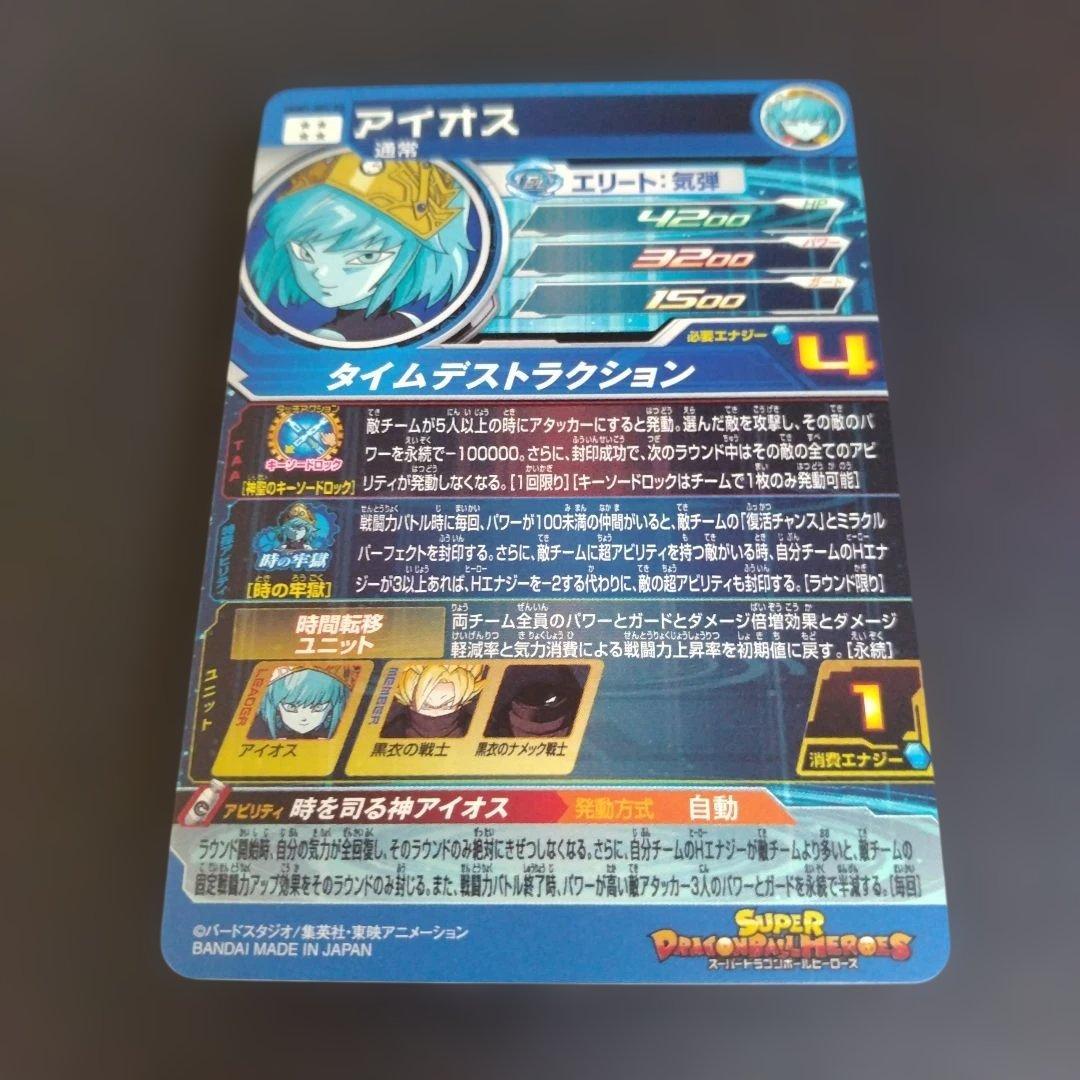 アイオス
通常
エリート:気弾
HP
4200
パワー
3200
ガード
1500
必要エナジー
4
タイムデストラクション
TAA
タッチアクション
キーソードロック
[神聖のキーソードロック]
敵チームが5人以上の時にアタッカーにすると発動。選んだ敵を攻撃し、その敵のパ
ワーを永続で-100000。さらに、封印成功で、次のラウンド中はその敵の全てのアビ
リティが発動しなくなる。[1回限り][キーソードロックはチームで1枚のみ発動可能]
時の牢獄
[時の牢獄]
戦闘力バトル時に毎回、パワーが100未満の仲間がいると、敵チームの「復活チャンス」とミラクル
パーフェクトを封印する。さらに、敵チームに超アビリティを持つ敵がいる時、自分チームのHエナ
ジーが3以上あれば、Hエナジーを-2する代わりに、敵の超アビリティも封印する。[ラウンド限り]
ユニット
時間転移
ユニット
両チーム全員のパワーとガードとダメージ倍増効果とダメージ
軽減率と気力消費による戦闘力上昇率を初期値に戻す。[永続]
LEADER
アイオス
MEMBER
黒衣の戦士
黒衣のナメック戦士
1
消費エナジー
アビリティ 時を司る神アイオス 発動方式 自動
ラウンド開始時、自分の気力が全回復し、そのラウンドのみ絶対にきぜつしなくなる。さらに、自分チームのHエナジーが敵チームより多いと、敵チームの
固定戦闘力アップ効果をそのラウンドのみ封じる。また、戦闘力バトル終了時、パワーが高い敵アタッカー3人のパワーとガードを永続で半減する。[毎回]
©バードスタジオ/集英社・東映アニメーション
BANDAI MADE IN JAPAN
SUPER
DRAGONBALL HEROES
スーパードラゴンボールヒーローズ